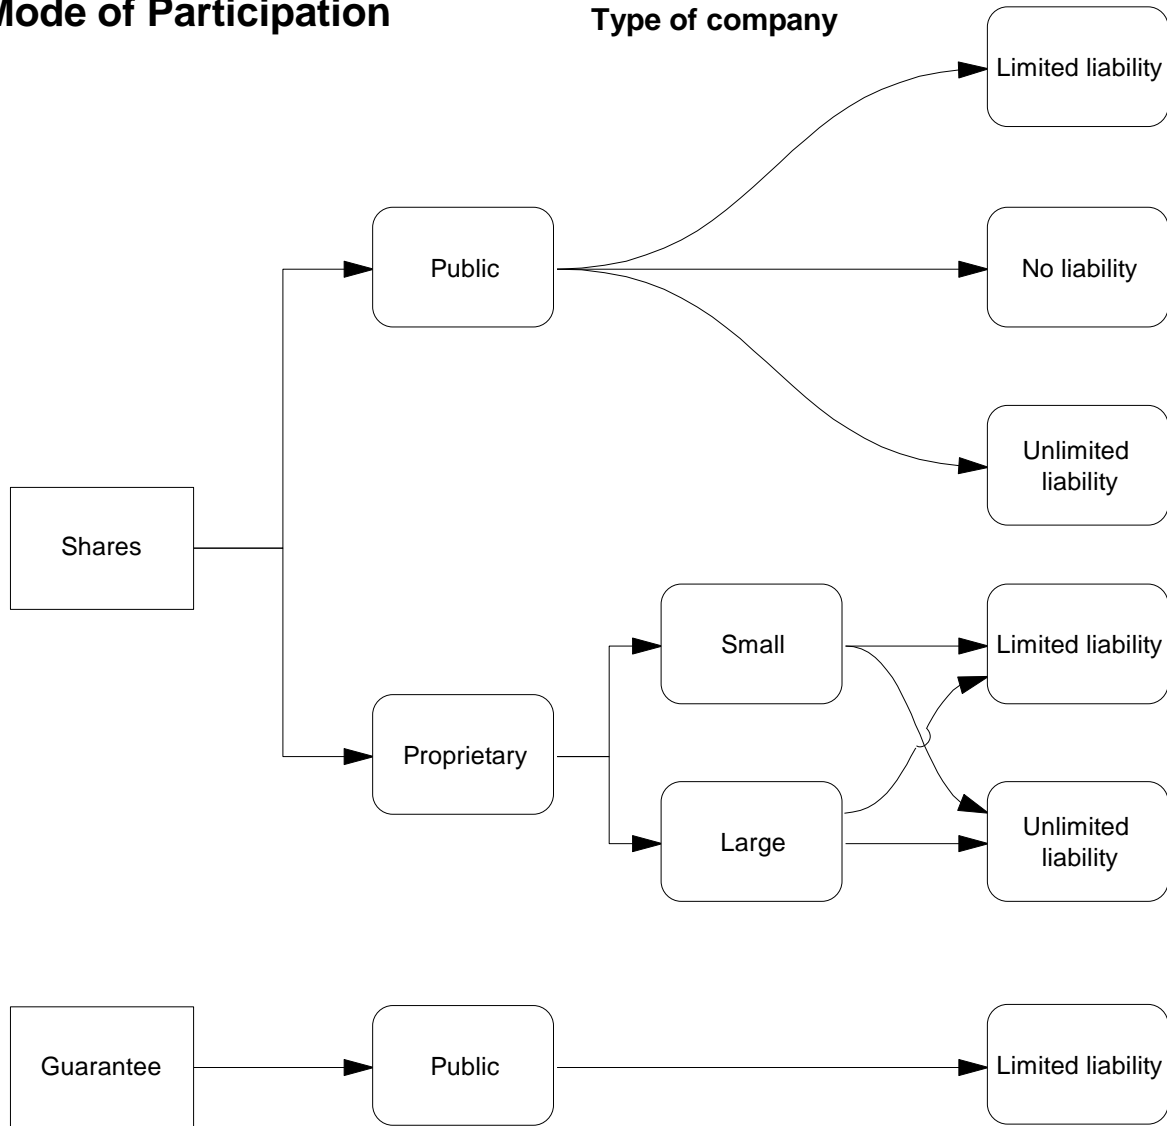 Mode of Participation
Type of company
Limited liability
Public
No liability
Unlimited
liability
Shares
Small
Limited liability
Proprietary
Large
Unlimited
liability
Guarantee
Public
Limited liability